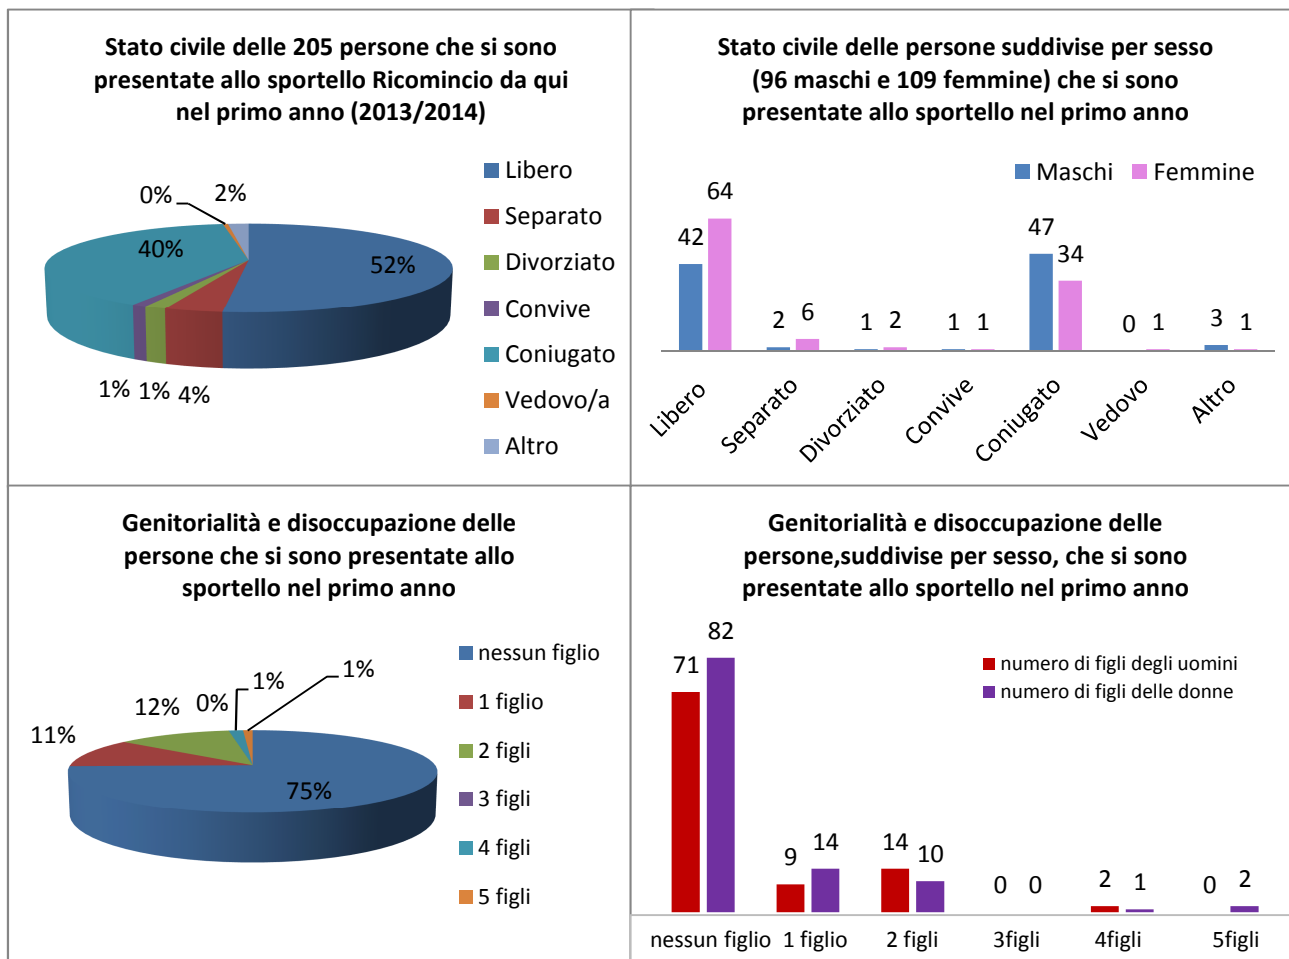 Stato civile delle 205 persone che si sono
presentate allo sportello Ricomincio da qui
nel primo anno (2013/2014)
0%
2%
40%
52%
1%
1%
4%
Libero
Separato
Divorziato
Convive
Coniugato
Vedovo/a
Altro
Stato civile delle persone suddivise per sesso
(96 maschi e 109 femmine) che si sono
presentate allo sportello nel primo anno
Maschi
Femmine
42
64
2
6
1
2
1
1
47
34
0
1
3
1
Libero
Separato
Divorziato
Convive
Coniugato
Vedovo
Altro
Genitorialità e disoccupazione delle
persone che si sono presentate allo
sportello nel primo anno
11%
12%
0%
1%
1%
75%
nessun figlio
1 figlio
2 figli
3 figli
4 figli
5 figli
Genitorialità e disoccupazione delle
persone,suddivise per sesso, che si sono
presentate allo sportello nel primo anno
numero di figli degli uomini
numero di figli delle donne
71
82
9
14
14
10
0
0
2
1
0
2
nessun figlio
1 figlio
2 figli
3figli
4figli
5figli